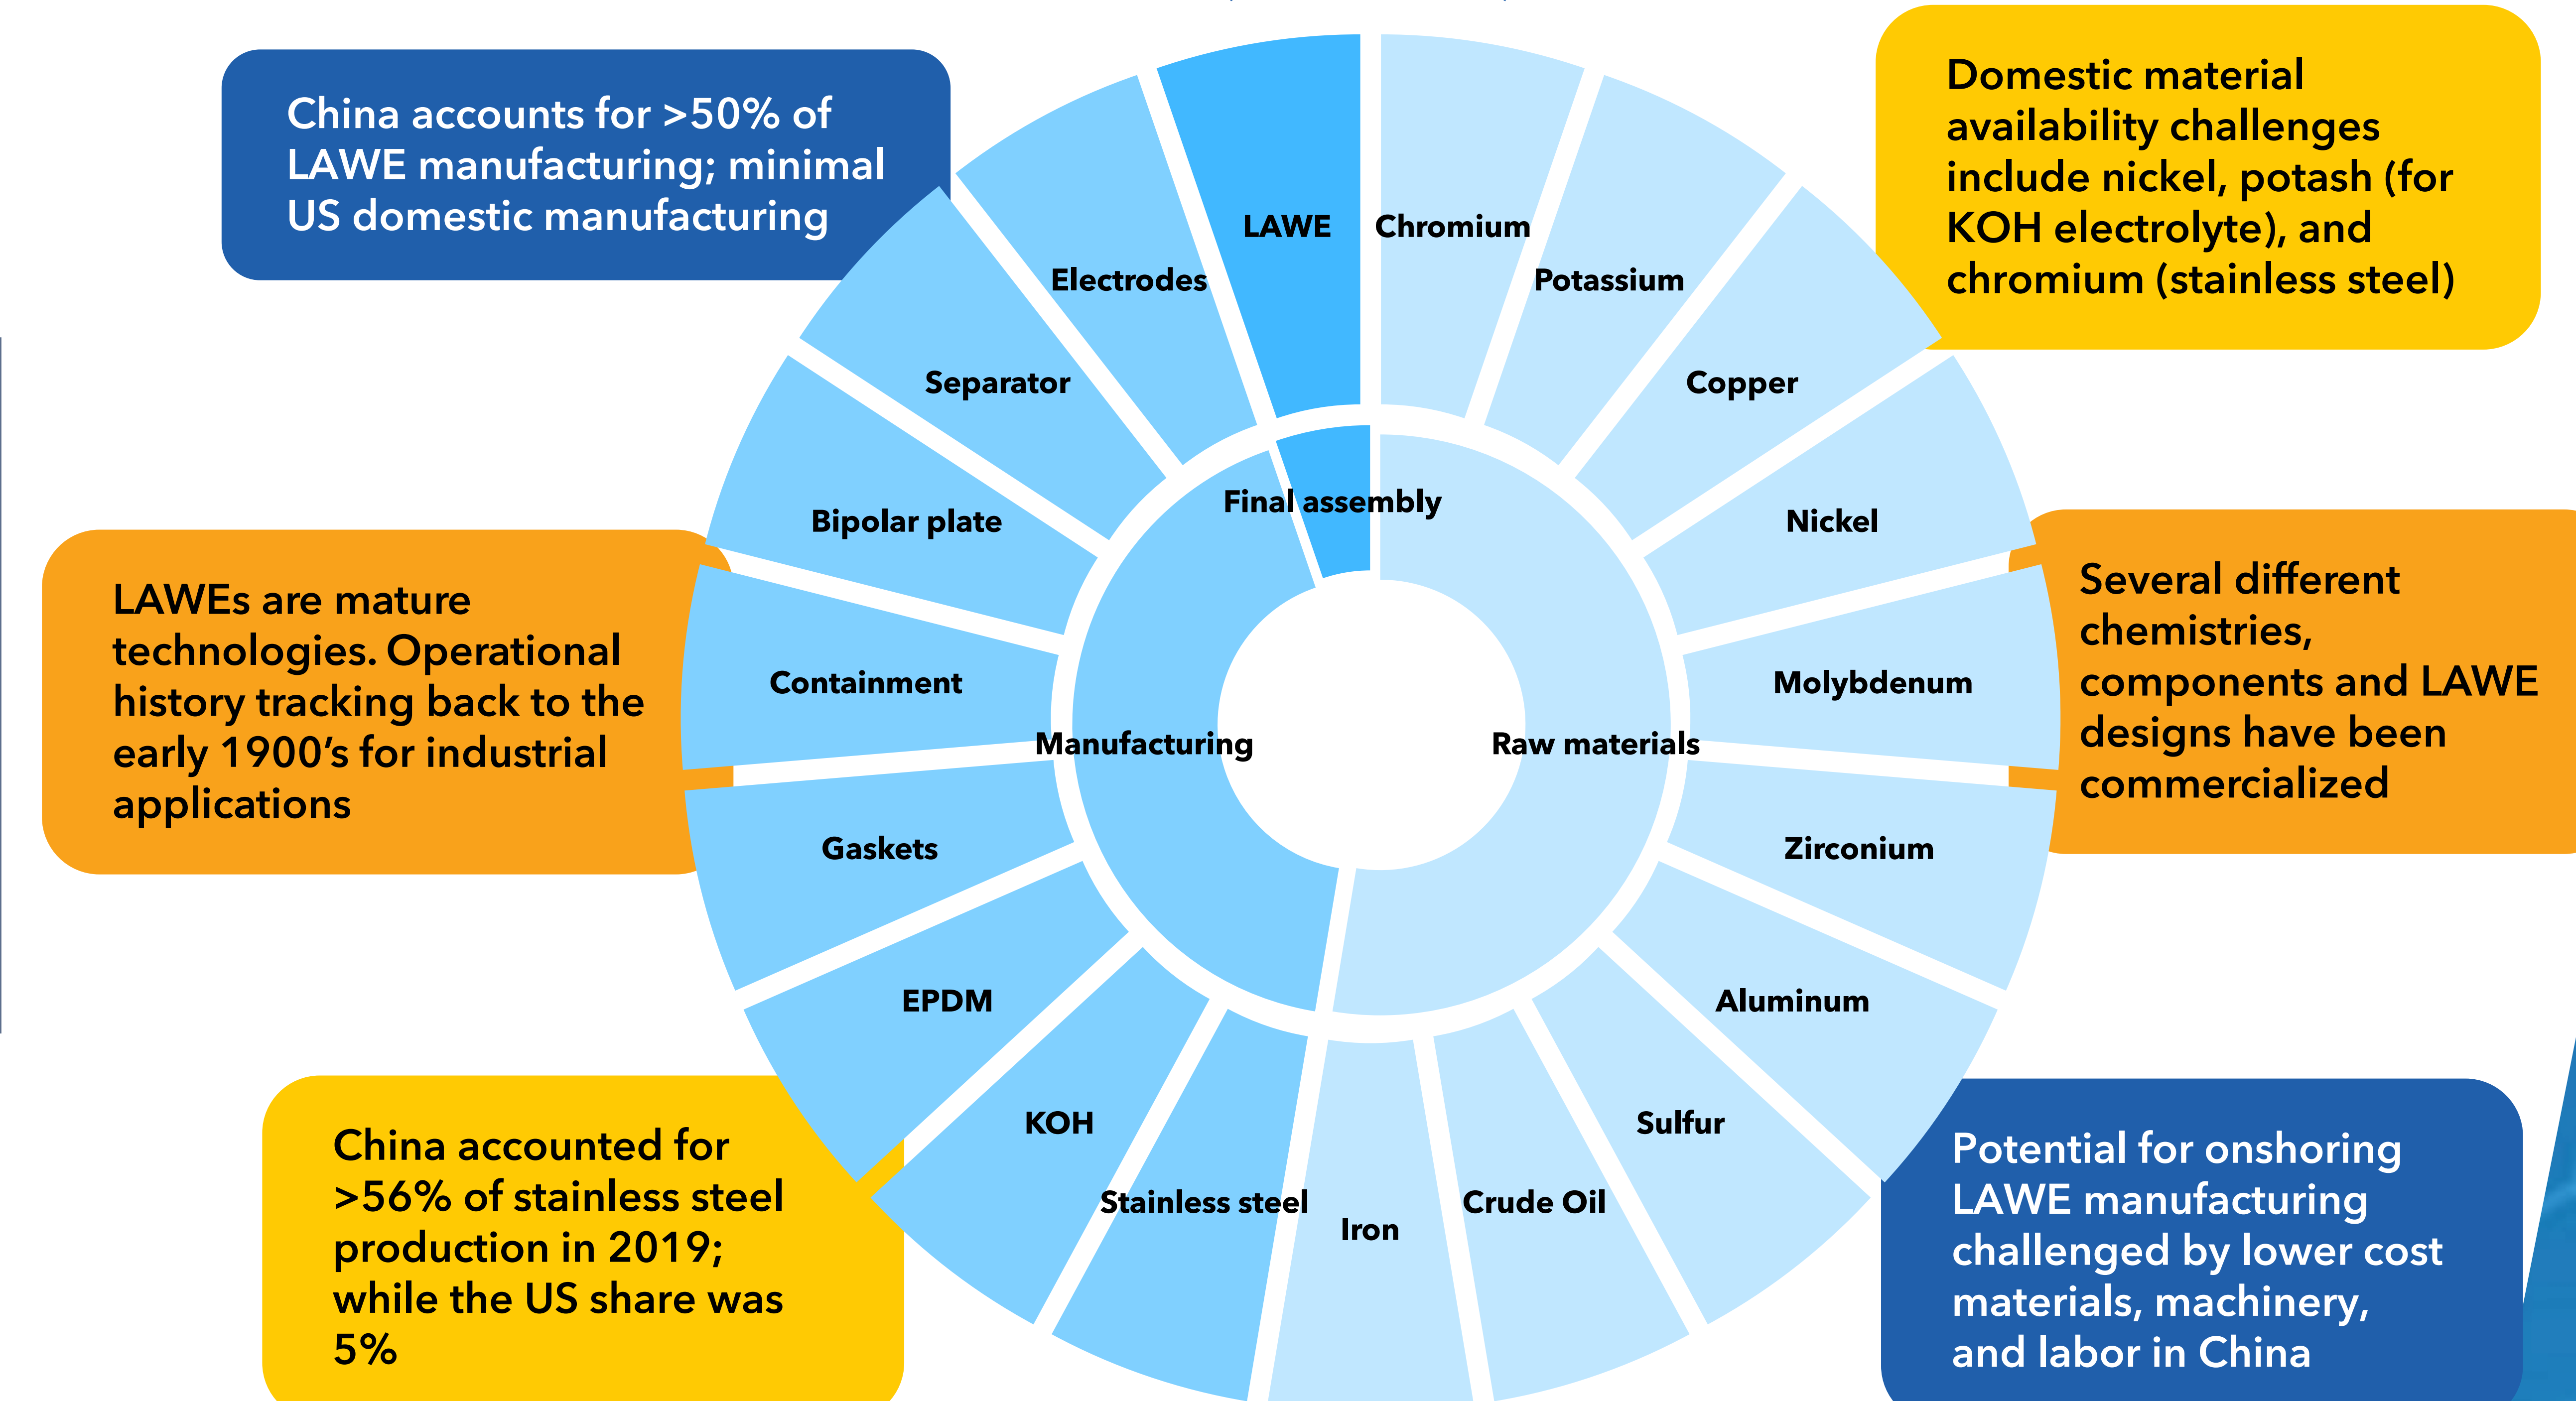 China accounts for >50% of
LAWE manufacturing; minimal
US domestic manufacturing
Domestic material
availability challenges
include nickel, potash (for
KOH electrolyte), and
chromium (stainless steel)
LAWE
Chromium
Electrodes
Potassium
Separator
Copper
Final assembly
Bipolar plate
Nickel
LAWEs are mature
technologies. Operational
history tracking back to the
early 1900’s for industrial
applications
Several different
chemistries,
components and LAWE
designs have been
commercialized
Containment
Molybdenum
Manufacturing
Raw materials
Gaskets
Zirconium
EPDM
Aluminum
KOH
Sulfur
Stainless steel
Iron
Crude Oil
China accounted for
>56% of stainless steel
production in 2019;
while the US share was
5%
Potential for onshoring
LAWE manufacturing
challenged by lower cost
materials, machinery,
and labor in China